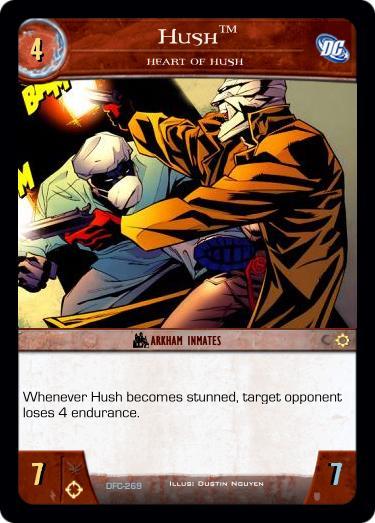 4
Hush™
HEART OF HUSH
DC
BAM
M
ARKHAM INMATES
Whenever Hush becomes stunned, target opponent
loses 4 endurance.
7
DFC-269
Illus: Dustin Nguyen
7